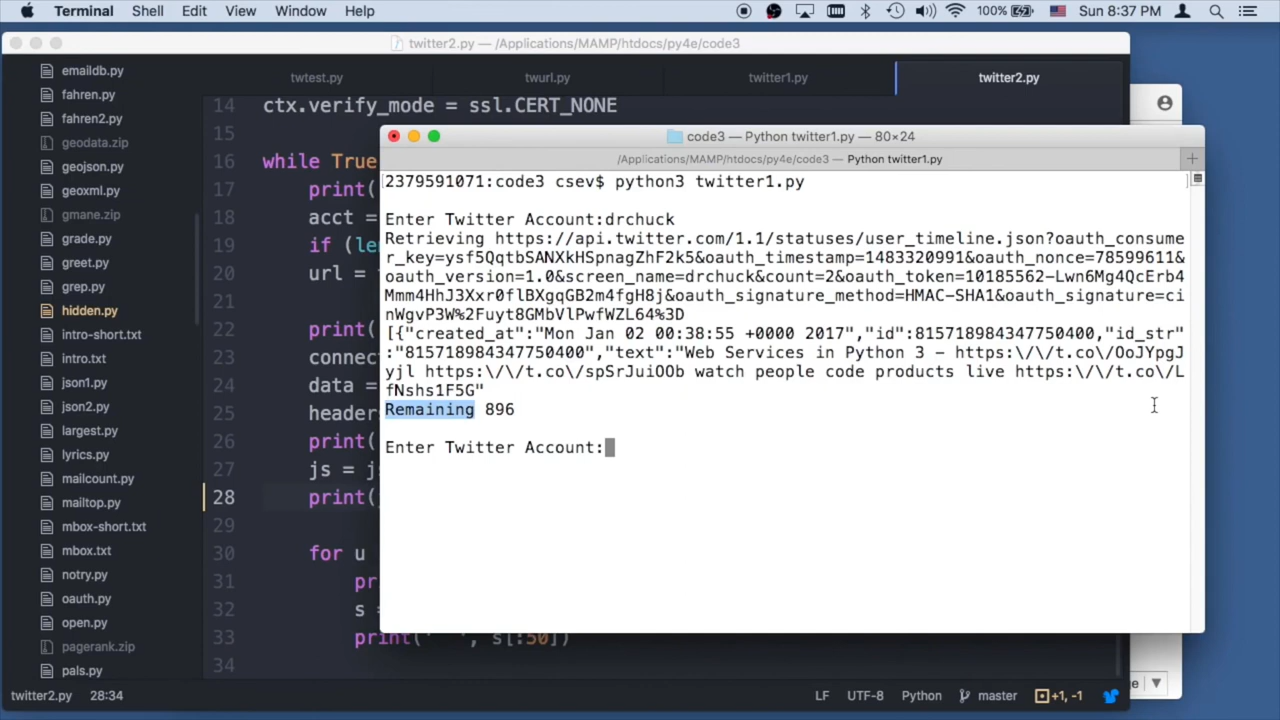 Terminal Shell Edit View Window Help 100% Sun 8:37 PM
twitter2.py — /Applications/MAMP/htdocs/py4e/code3
twtest.py twurl.py twitter1.py twitter2.py
emaildb.py
fahren.py
fahren2.py
geodata.zip
geojson.py
geoxml.py
gmane.zip
grade.py
greet.py
grep.py
hidden.py
intro-short.txt
intro.txt
json1.py
json2.py
largest.py
lyrics.py
mailcount.py
mailtop.py
mbox-short.txt
mbox.txt
notry.py
oauth.py
open.py
pagerank.zip
pals.py
14 ctx.verify_mode = ssl.CERT_NONE
15
16 while True
17 print(
18 acct =
19 if (le
20 url =
21
22 print(
23 connec
24 data =
25 header
26 print(
27 js = j
28 print(
29
30 for u
31 pr
32 s =
33 print(' ', s[:50])
34
code3 — Python twitter1.py — 80×24
/Applications/MAMP/htdocs/py4e/code3 — Python twitter1.py
2379591071:code3 csev$ python3 twitter1.py
Enter Twitter Account:drchuck
Retrieving https://api.twitter.com/1.1/statuses/user_timeline.json?oauth_consume
r_key=ysf5QqtbSANXkHSpnagZhF2k5&oauth_timestamp=1483320991&oauth_nonce=78599611&
oauth_version=1.0&screen_name=drchuck&count=2&oauth_token=10185562-Lwn6Mg4QcErb4
Mmm4HhJ3Xxr0flBXgqGB2m4fgH8j&oauth_signature_method=HMAC-SHA1&oauth_signature=ci
nWgvP3W%2Fuyt8GMbVlPwfWZL64%3D
[{"created_at":"Mon Jan 02 00:38:55 +0000 2017","id":815718984347750400,"id_str"
:"815718984347750400","text":"Web Services in Python 3 - https:\/\/t.co\/OoJYpgJ
yjl https:\/\/t.co\/spSrJuiOOb watch people code products live https:\/\/t.co\/L
fNshs1F5G"
Remaining 896
Enter Twitter Account:
twitter2.py 28:34 LF UTF-8 Python master +1, -1